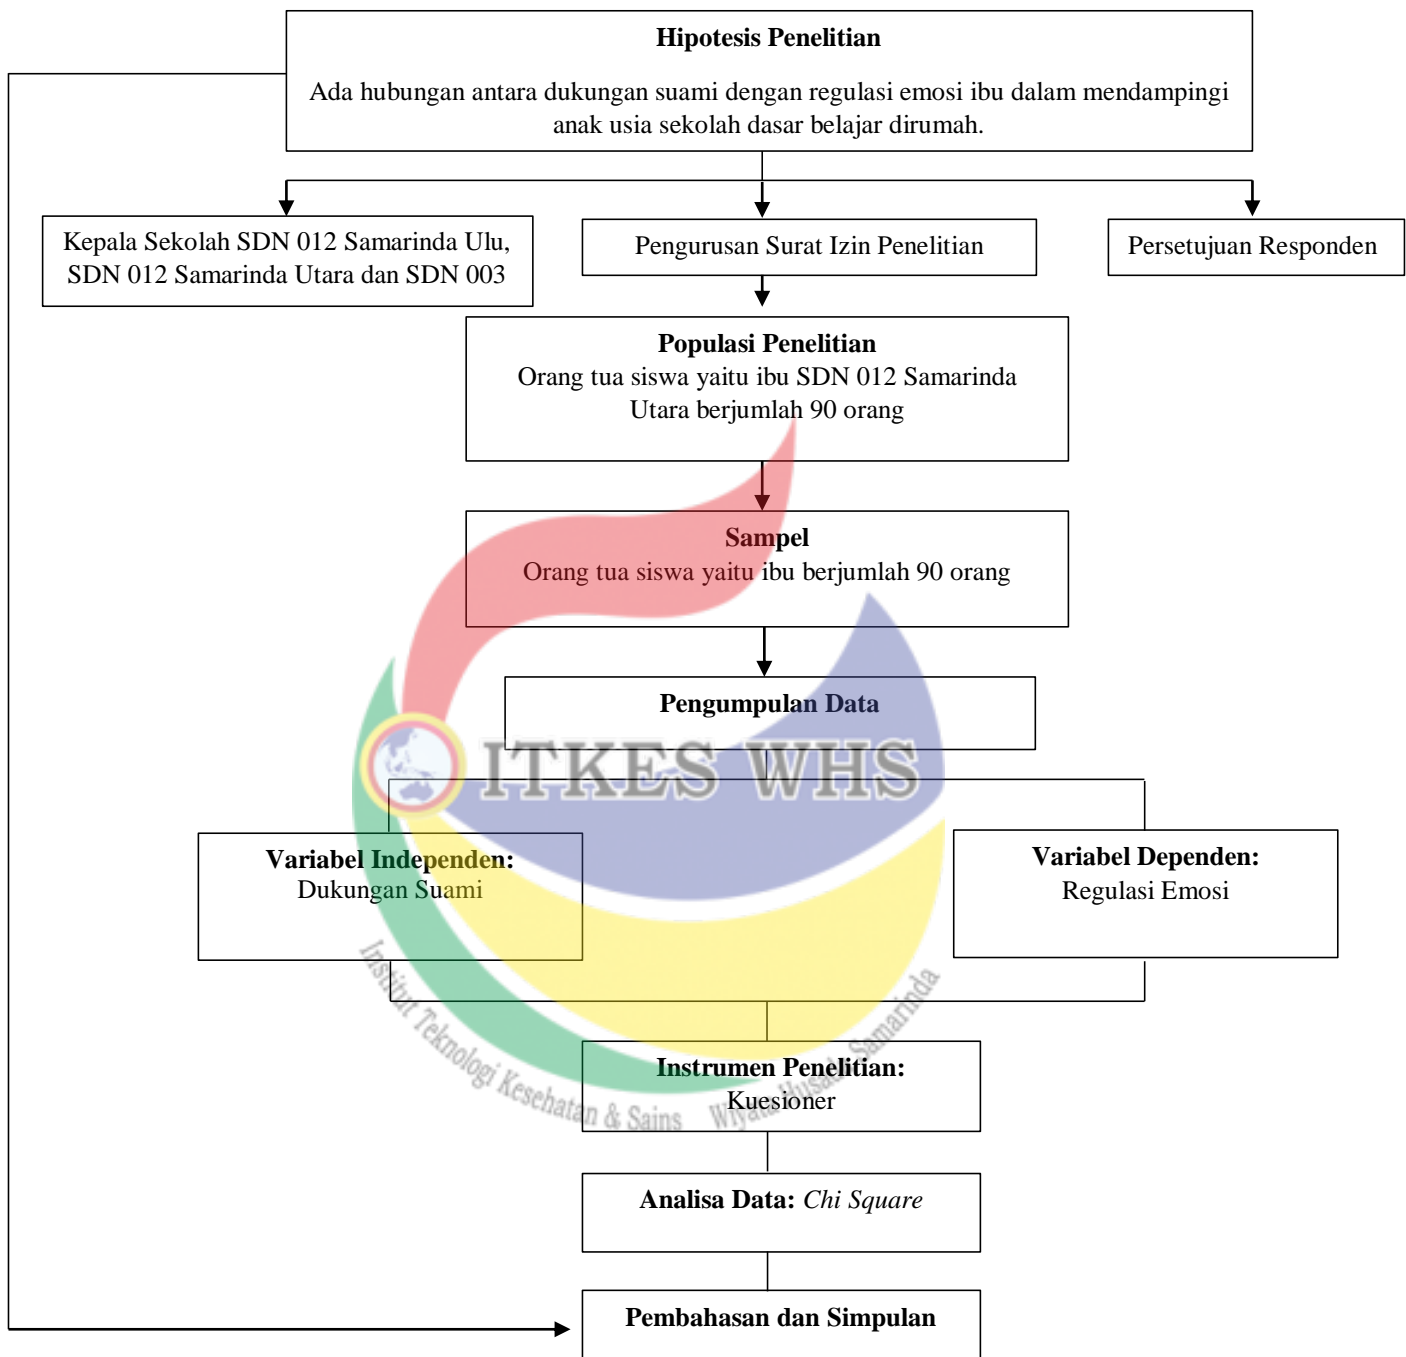 Hipotesis Penelitian
Ada hubungan antara dukungan suami dengan regulasi emosi ibu dalam mendampingi
anak usia sekolah dasar belajar dirumah.
Kepala Sekolah SDN 012 Samarinda Ulu,
SDN 012 Samarinda Utara dan SDN 003
Pengurusan Surat Izin Penelitian
Persetujuan Responden
Populasi Penelitian
Orang tua siswa yaitu ibu SDN 012 Samarinda
Utara berjumlah 90 orang
Sampel
Orang tua siswa yaitu ibu berjumlah 90 orang
Pengumpulan Data
ITKES WHS
Variabel Independen:
Dukungan Suami
Variabel Dependen:
Regulasi Emosi
Institut Teknologi Kesehatan & Sains Wiyata Husada Samarinda
Instrumen Penelitian:
Kuesioner
Analisa Data: Chi Square
Pembahasan dan Simpulan